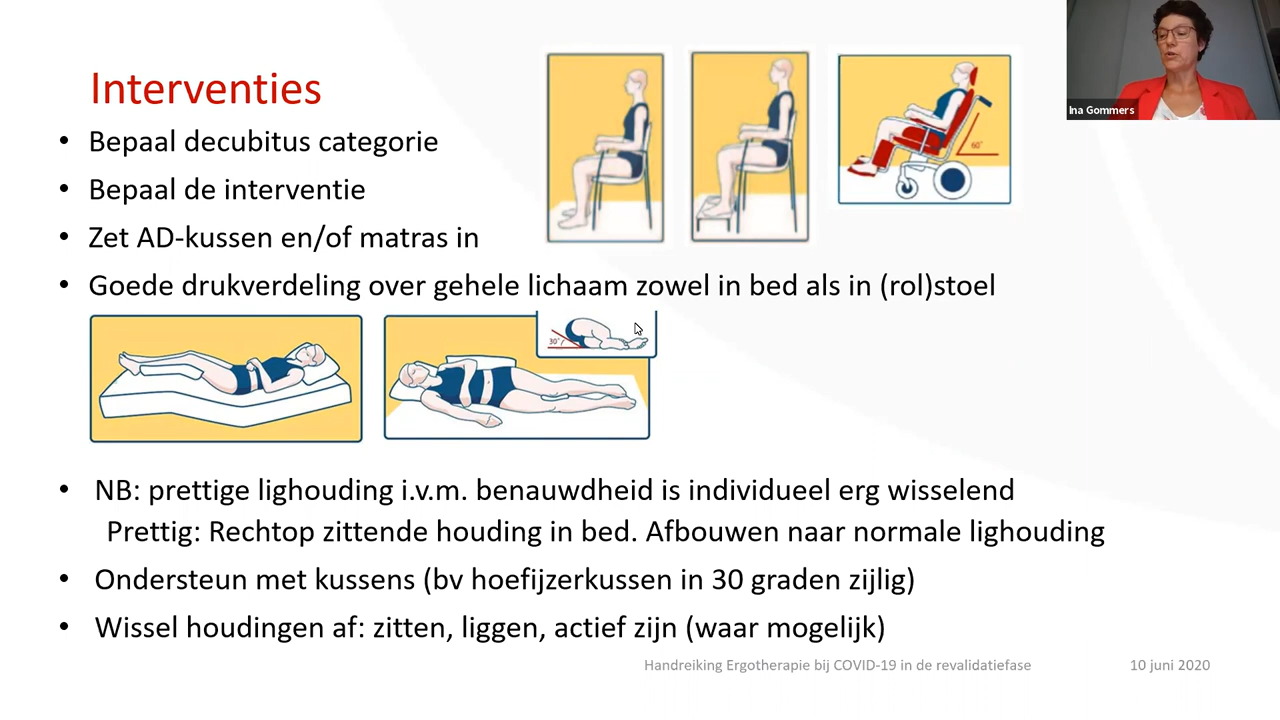 Interventies
• Bepaal decubitus categorie
• Bepaal de interventie
• Zet AD-kussen en/of matras in
• Goede drukverdeling over gehele lichaam zowel in bed als in (rol)stoel
60°
Ina Gommers
30°
• NB: prettige lighouding i.v.m. benauwdheid is individueel erg wisselend
Prettig: Rechtop zittende houding in bed. Afbouwen naar normale lighouding
• Ondersteun met kussens (bv hoefijzerkussen in 30 graden zijlig)
• Wissel houdingen af: zitten, liggen, actief zijn (waar mogelijk)
Handreiking Ergotherapie bij COVID-19 in de revalidatiefase
10 juni 2020